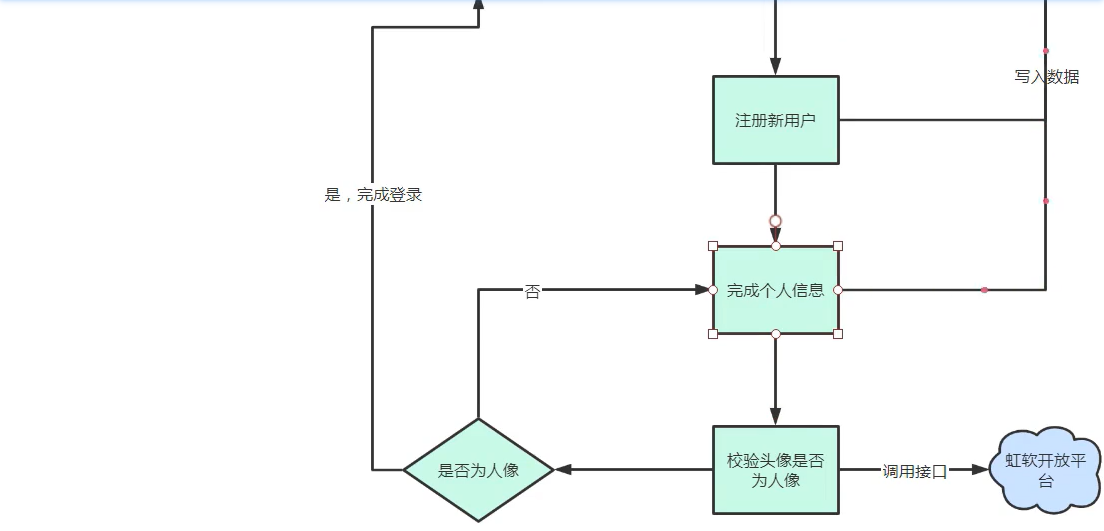 写入数据
注册新用户
是，完成登录
否
完成个人信息
是否为人像
校验头像是否
为人像
调用接口
虹软开放平
台